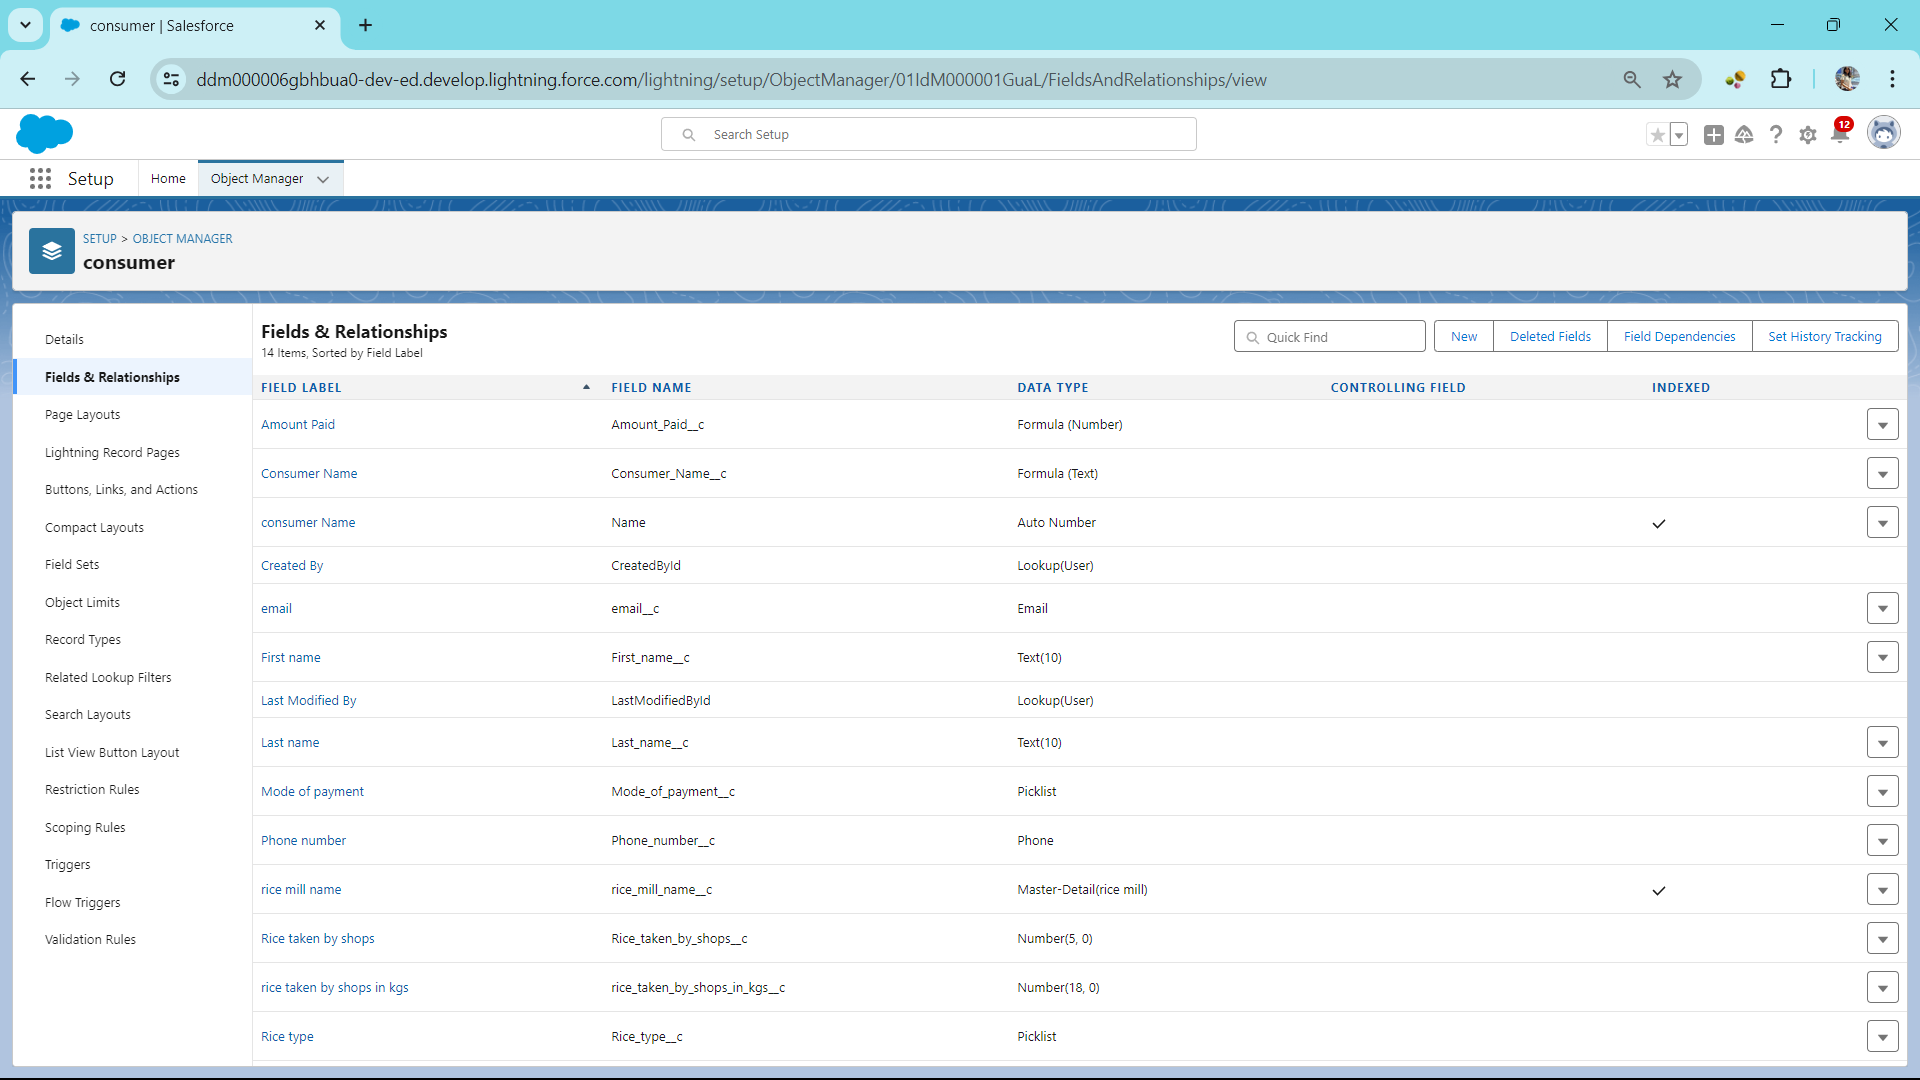 consumer | Salesforce
ddm000006gbhbua0-dev-ed.develop.lightning.force.com/lightning/setup/ObjectManager/01IdM000001GuaL/FieldsAndRelationships/view
Search Setup
12
Setup
Home
Object Manager
SETUP > OBJECT MANAGER
consumer
Details
Fields & Relationships
Page Layouts
Lightning Record Pages
Buttons, Links, and Actions
Compact Layouts
Field Sets
Object Limits
Record Types
Related Lookup Filters
Search Layouts
List View Button Layout
Restriction Rules
Scoping Rules
Triggers
Flow Triggers
Validation Rules
Fields & Relationships
14 Items, Sorted by Field Label
Quick Find
New
Deleted Fields
Field Dependencies
Set History Tracking
FIELD LABEL FIELD NAME DATA TYPE CONTROLLING FIELD INDEXED
Amount Paid Amount_Paid__c Formula (Number)
Consumer Name Consumer_Name__c Formula (Text)
consumer Name Name Auto Number
Created By CreatedById Lookup(User)
email email__c Email
First name First_name__c Text(10)
Last Modified By LastModifiedById Lookup(User)
Last name Last_name__c Text(10)
Mode of payment Mode_of_payment__c Picklist
Phone number Phone_number__c Phone
rice mill name rice_mill_name__c Master-Detail(rice mill)
Rice taken by shops Rice_taken_by_shops__c Number(5, 0)
rice taken by shops in kgs rice_taken_by_shops_in_kgs__c Number(18, 0)
Rice type Rice_type__c Picklist